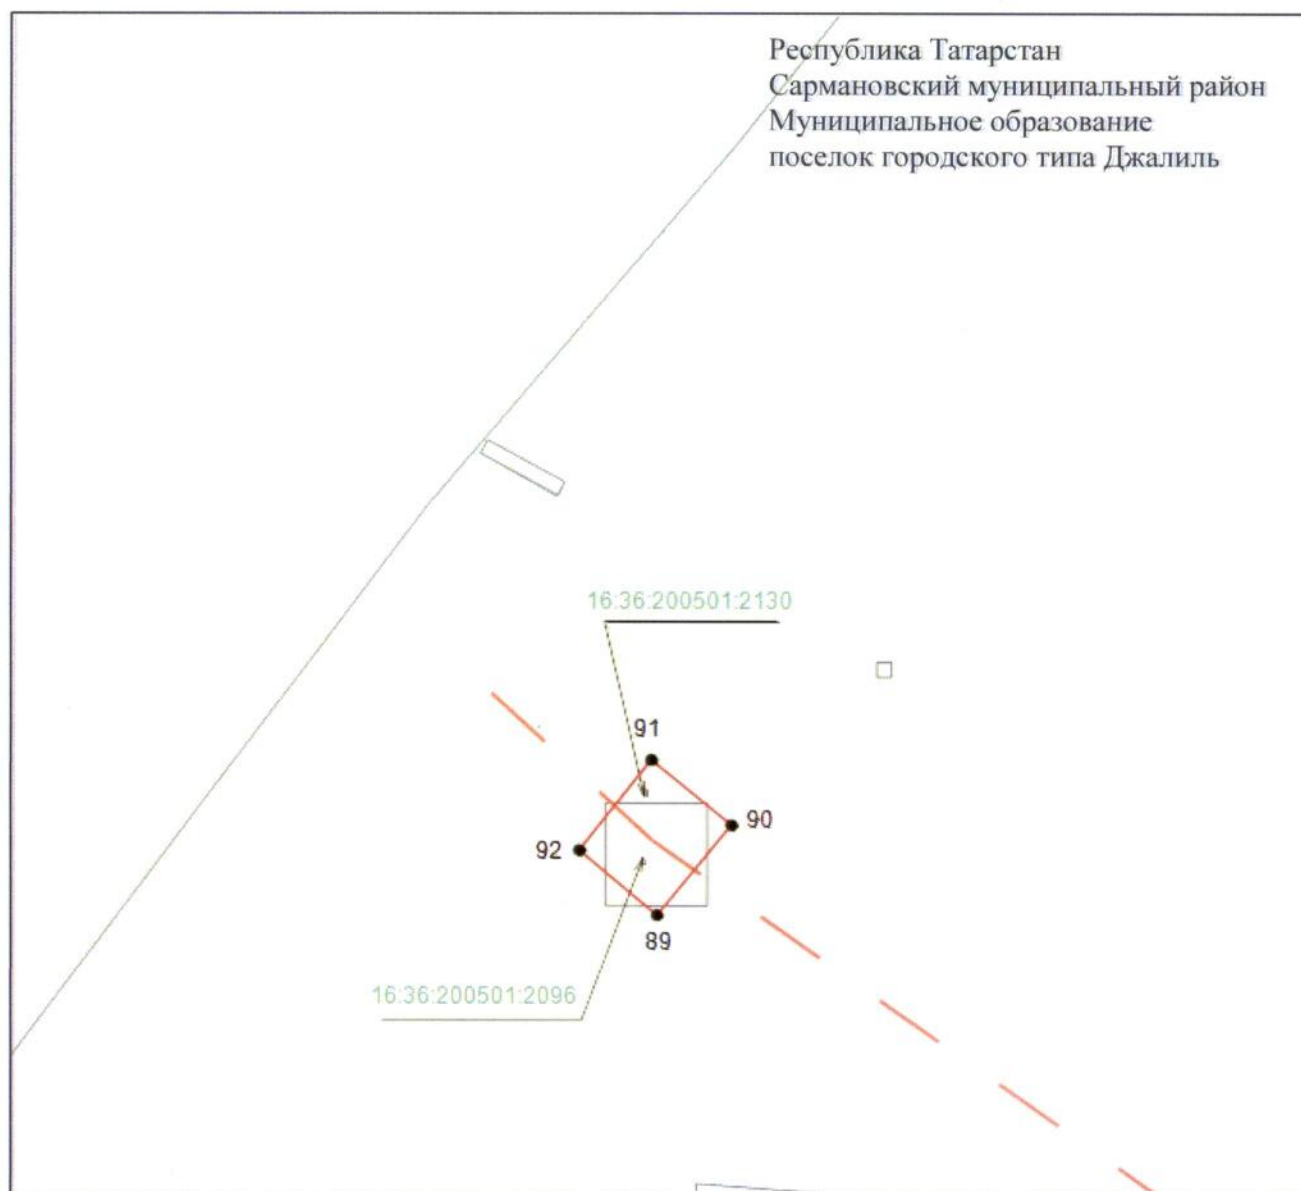 Республика Татарстан
Сармановский муниципальный район
Муниципальное образование
поселок городского типа Джалиль
16:36:200501:2130
91
90
92
89
16:36:200501:2096